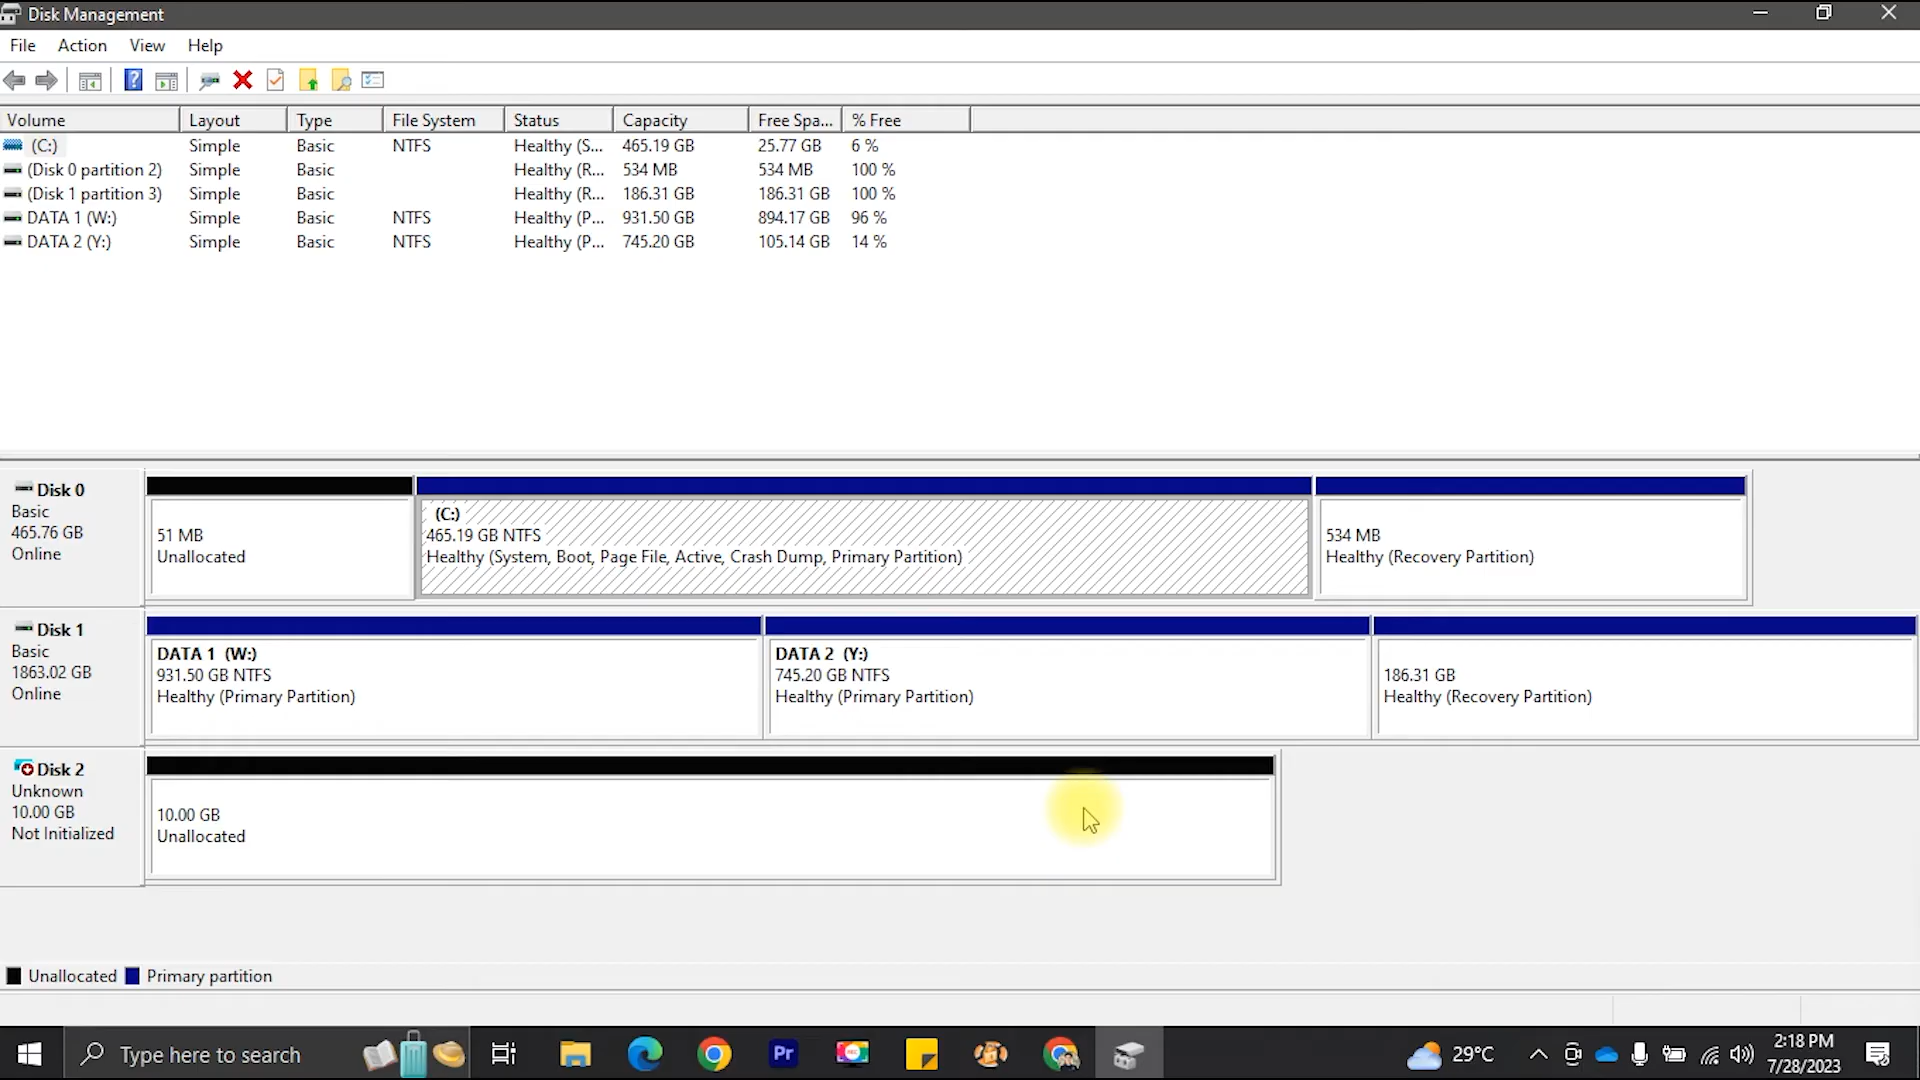 Disk Management
File Action View Help
Volume Layout Type File System Status Capacity Free Spa... % Free
(C:) Simple Basic NTFS Healthy (S... 465.19 GB 25.77 GB 6 %
(Disk 0 partition 2) Simple Basic Healthy (R... 534 MB 534 MB 100 %
(Disk 1 partition 3) Simple Basic Healthy (R... 186.31 GB 186.31 GB 100 %
DATA 1 (W:) Simple Basic NTFS Healthy (P... 931.50 GB 894.17 GB 96 %
DATA 2 (Y:) Simple Basic NTFS Healthy (P... 745.20 GB 105.14 GB 14 %
Disk 0
Basic
465.76 GB
Online
51 MB
Unallocated
(C:)
465.19 GB NTFS
Healthy (System, Boot, Page File, Active, Crash Dump, Primary Partition)
534 MB
Healthy (Recovery Partition)
Disk 1
Basic
1863.02 GB
Online
DATA 1 (W:)
931.50 GB NTFS
Healthy (Primary Partition)
DATA 2 (Y:)
745.20 GB NTFS
Healthy (Primary Partition)
186.31 GB
Healthy (Recovery Partition)
Disk 2
Unknown
10.00 GB
Not Initialized
10.00 GB
Unallocated
Unallocated Primary partition
Type here to search
Pr
29°C
2:18 PM
7/28/2023